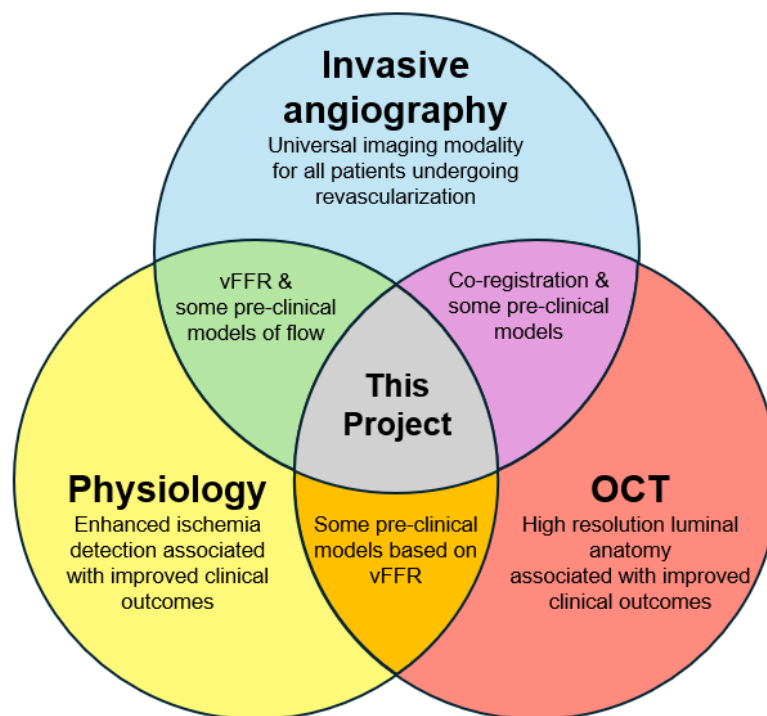 Invasive
angiography
Universal imaging modality
for all patients undergoing
revascularization
vFFR &
some pre-clinical
models of flow
Co-registration &
some pre-clinical
models
This
Project
Physiology
Enhanced ischemia
detection associated
with improved clinical
outcomes
Some pre-clinical
models based on
vFFR
OCT
High resolution luminal
anatomy
associated with improved
clinical outcomes